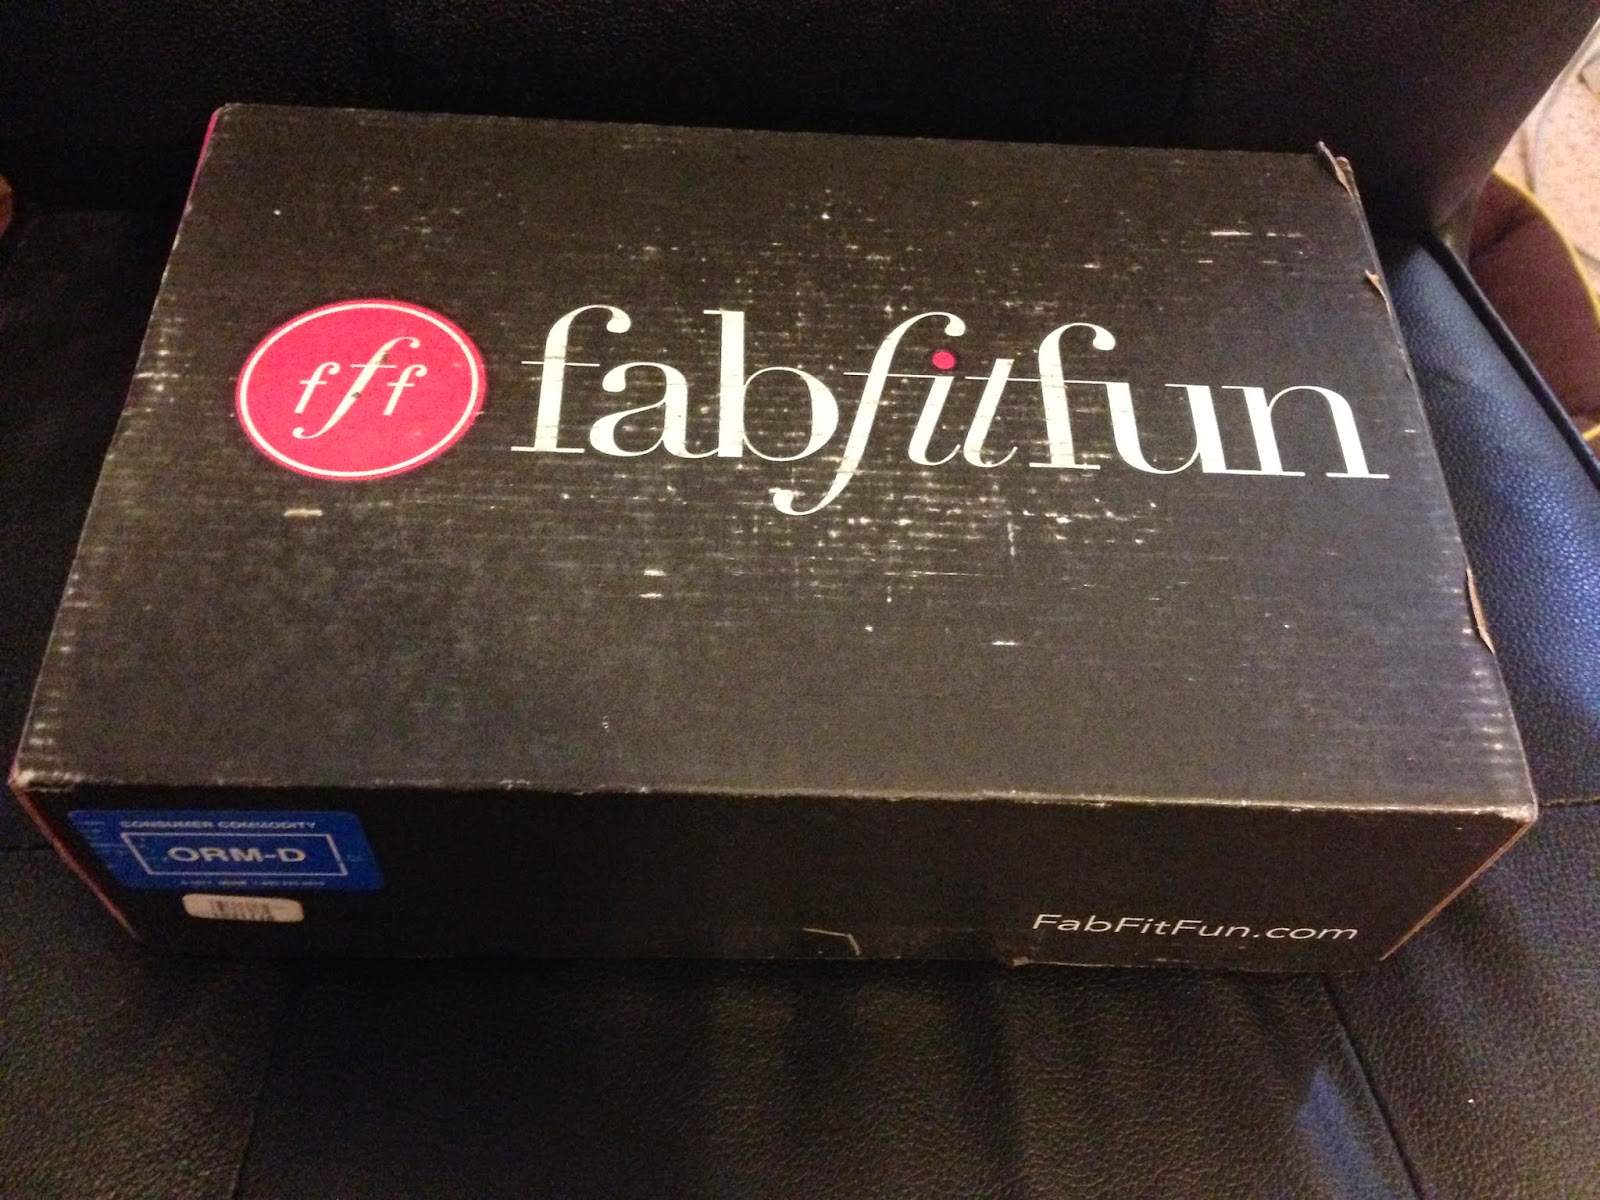 fff
fabfitfun
CONSUMER COMMODITY
ORM-D
FabFitFun.com